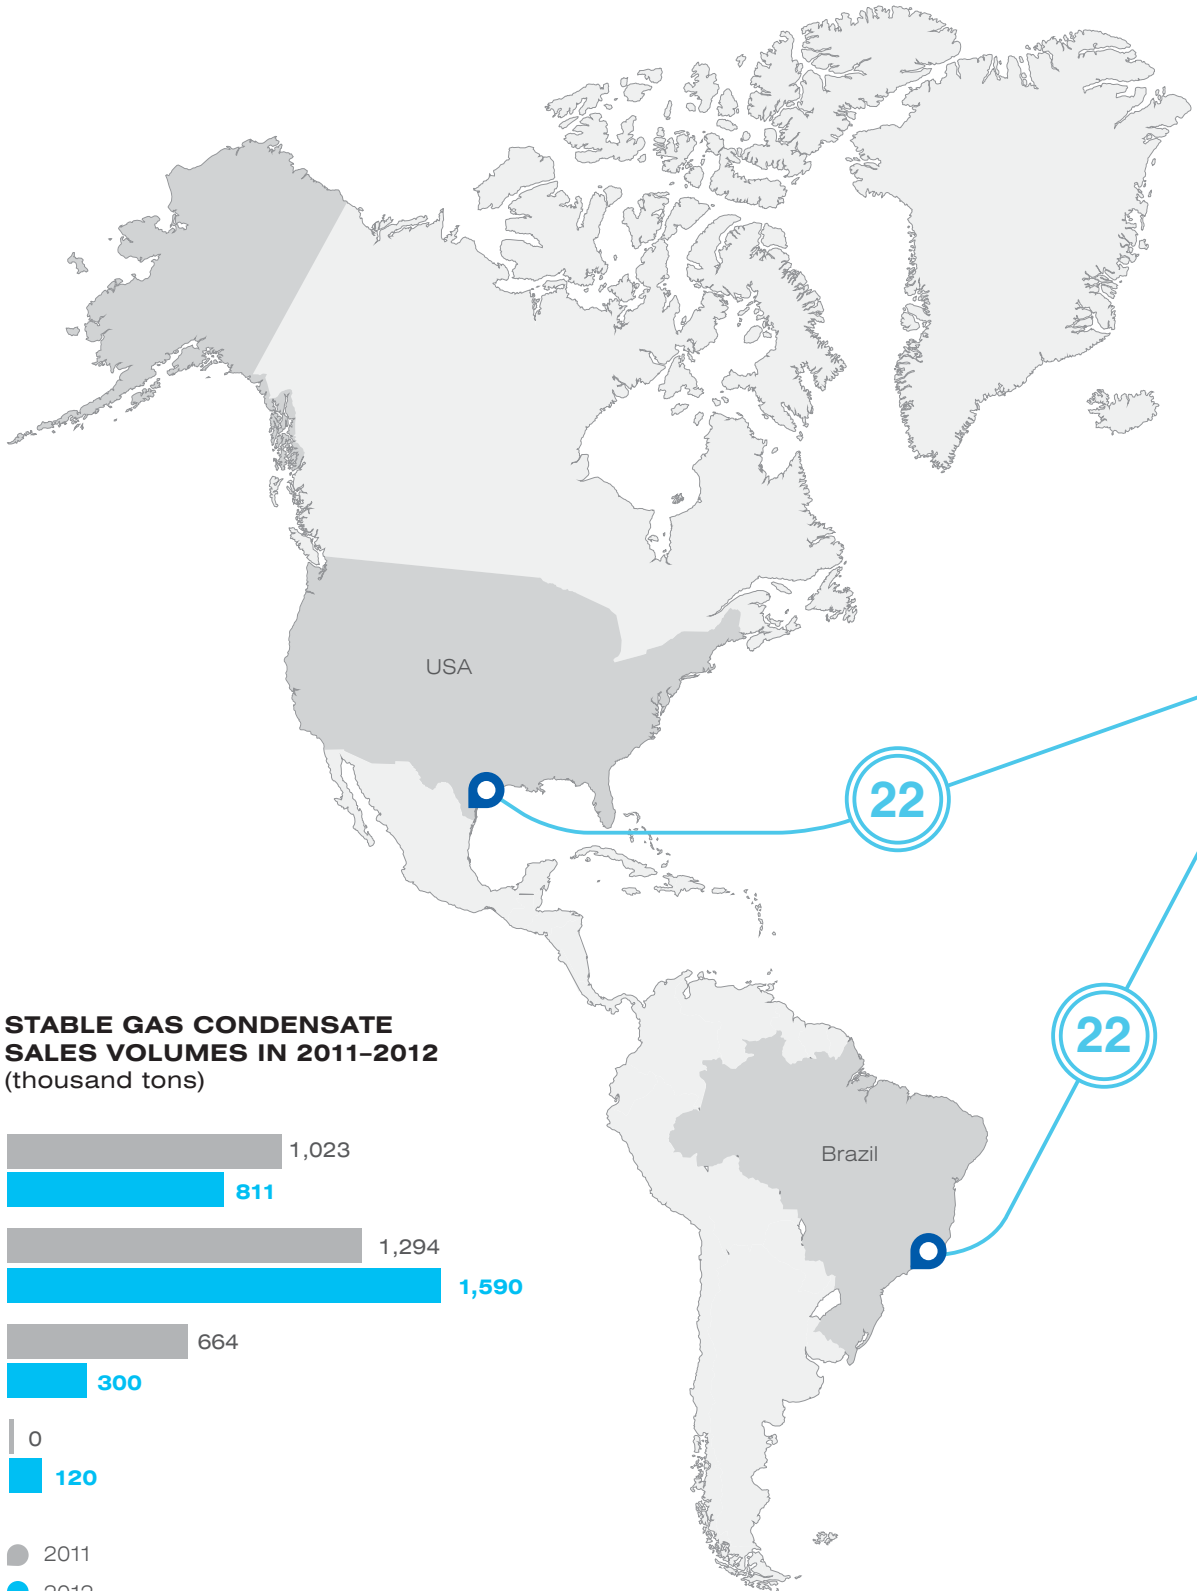 USA
22
22
STABLE GAS CONDENSATE
SALES VOLUMES IN 2011–2012
(thousand tons)
Brazil
1,023
811
1,294
1,590
664
300
0
120
2011
2012